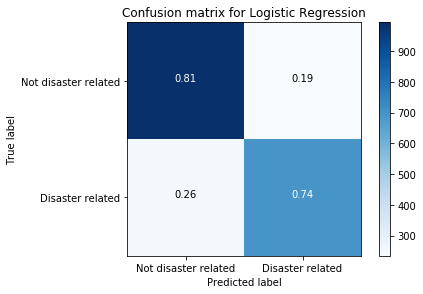 Confusion matrix for Logistic Regression
True label
Not disaster related
Disaster related
0.81
0.19
0.26
0.74
Not disaster related
Disaster related
Predicted label
900
800
700
600
500
400
300